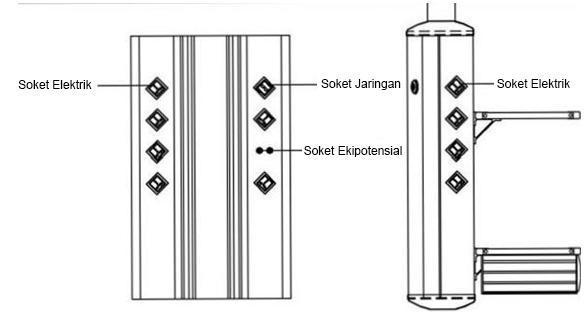 Soket Elektrik
Soket Jaringan
Soket Elektrik
Soket Ekipotensial